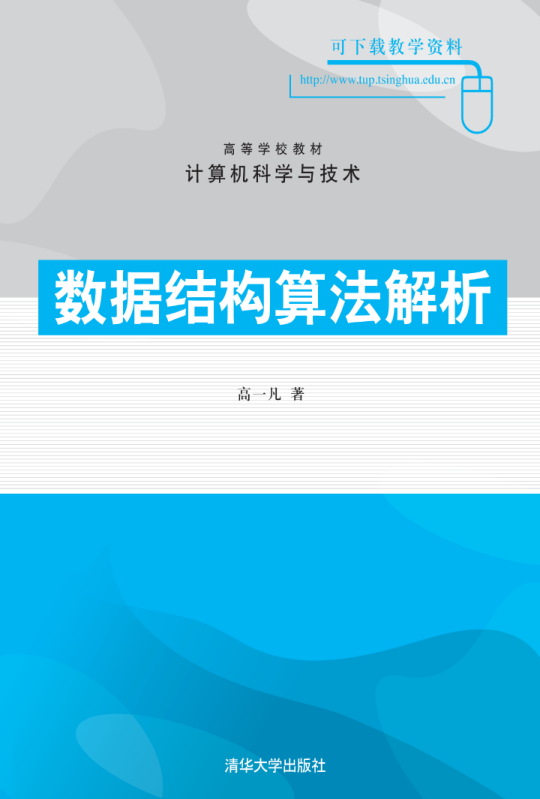 可下载教学资料
http://www.tup.tsinghua.edu.cn
高等学校教材
计算机科学与技术
数据结构算法解析
高一凡 著
清华大学出版社